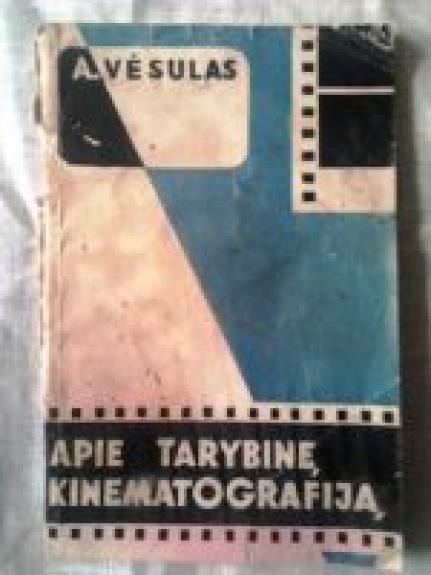 A. VĖSULAS
APIE TARYBINĘ
KINEMATOGRAFIJĄ